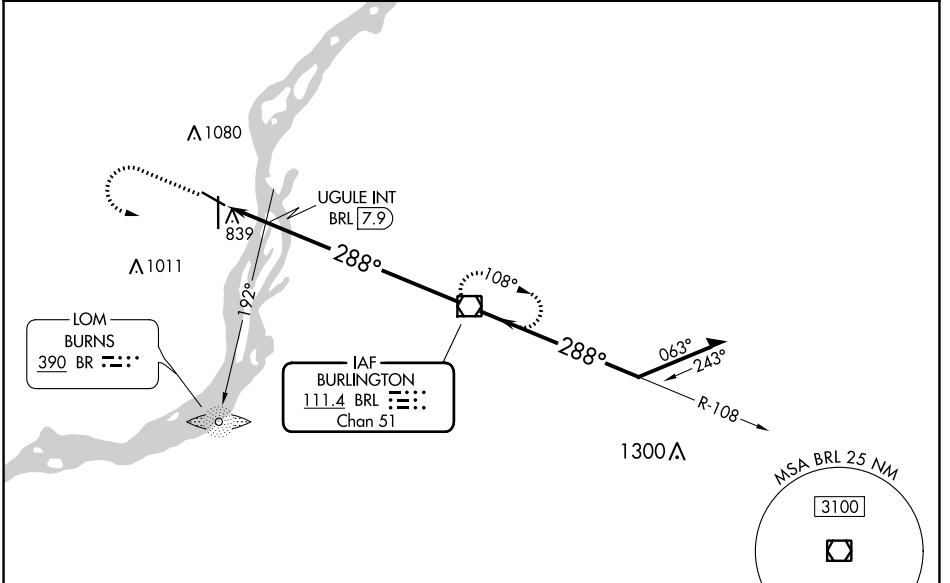 1080
UGULE INT
BRL 7.9
839
288°
1011
192°
108°
LOM
BURNS
390 BR
IAF
BURLINGTON
111.4 BRL
Chan 51
288°
063°
243°
R-108
1300
MSA BRL 25 NM
3100